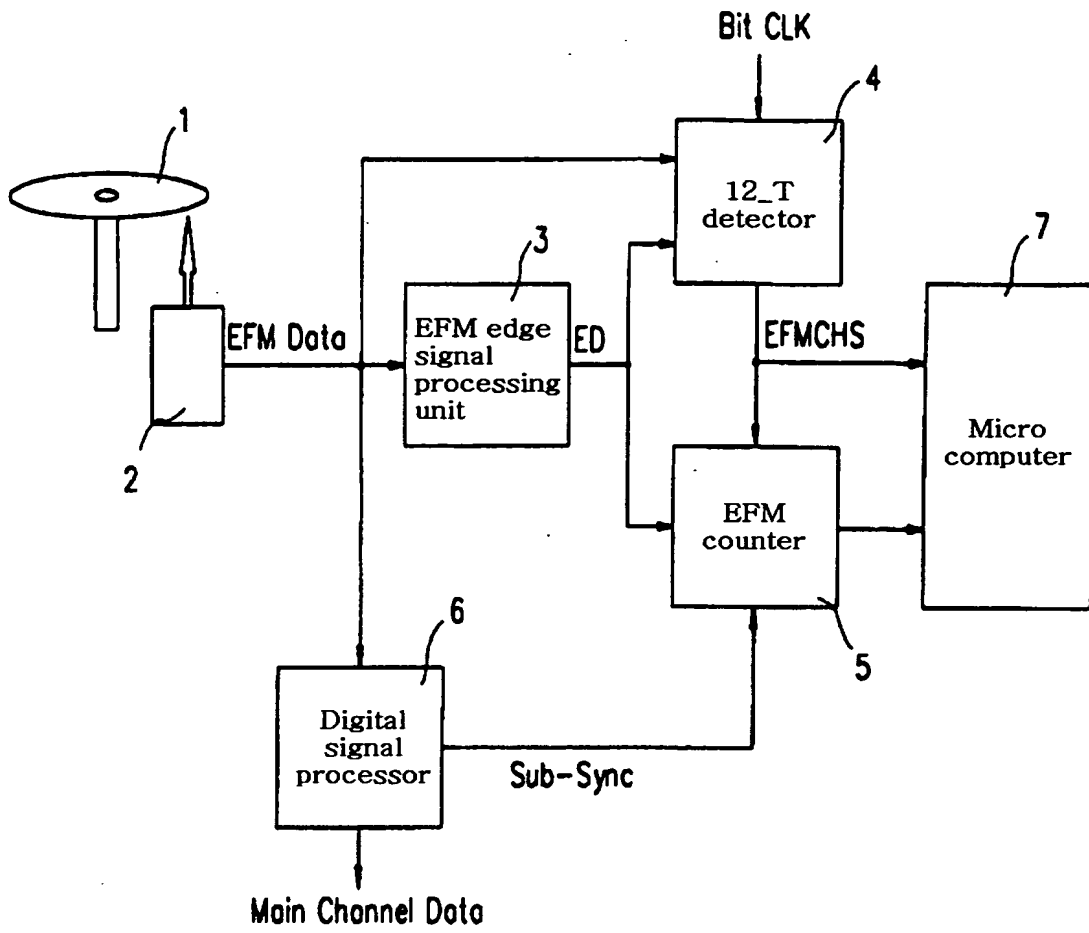 Bit CLK
4
1
12_T
detector
7
3
EFM Data
EFM edge
signal
processing
unit
ED
EFMCHS
Micro
computer
2
EFM
counter
6
5
Digital
signal
processor
Sub-Sync
Main Channel Data